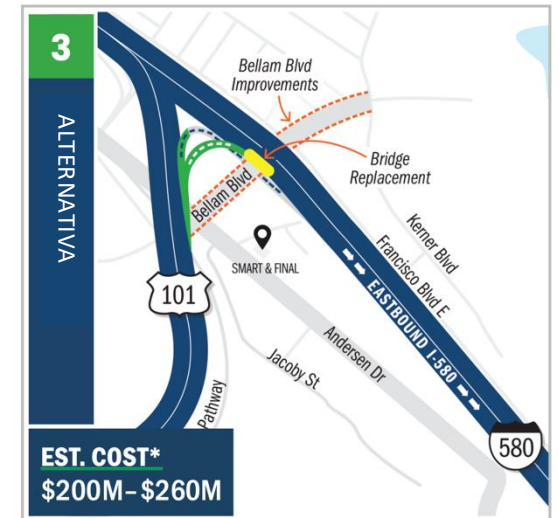 3
ALTERNATIVA
Bellam Blvd
Improvements
Bridge
Replacement
Bellam Blvd
SMART & FINAL
101
Kerner Blvd
Francisco Blvd E
EASTBOUND I-580
Andersen Dr
Jacoby St
Pathway
580
EST. COST*
$200M–$260M